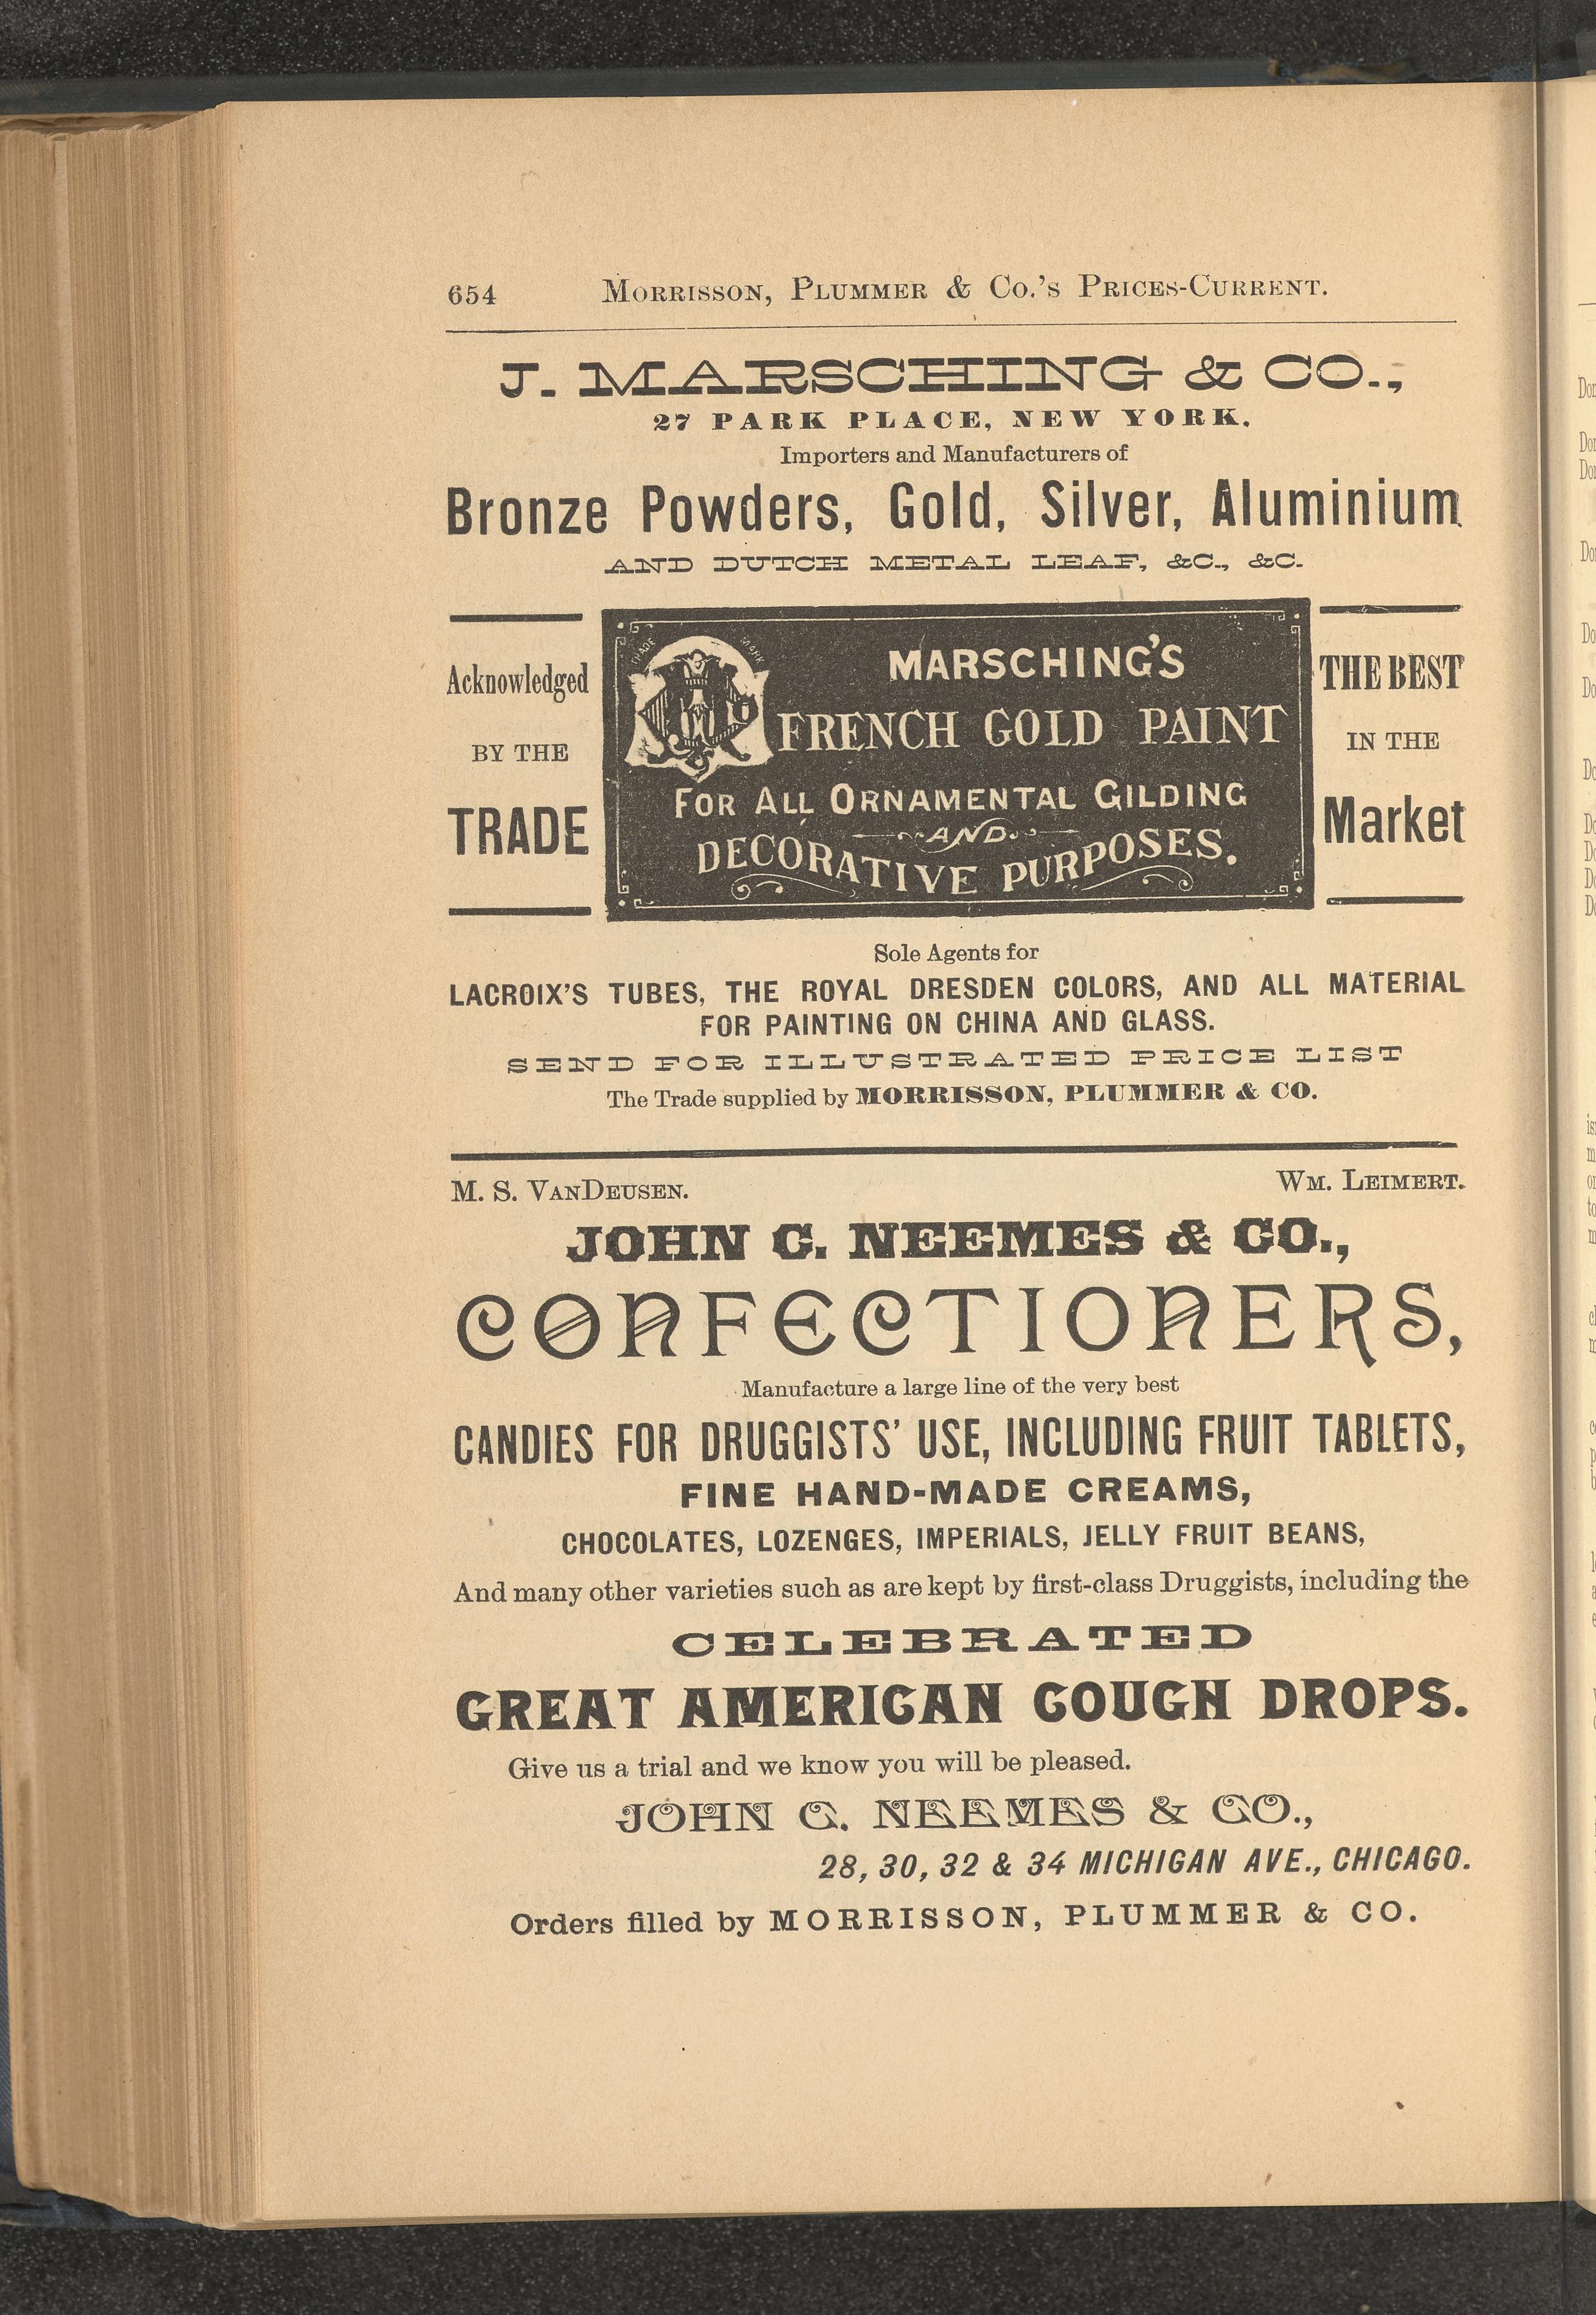 654 MORRISSON, PLUMMER & CO.'S PRICES-CURRENT.
J. MARSCHING & CO.,
27 PARK PLACE, NEW YORK.
Importers and Manufacturers of
Bronze Powders, Gold, Silver, Aluminium
AND DUTCH METAL LEAF, &C., &C.
Acknowledged
BY THE
TRADE
TRADE MARK
MARSCHING'S
FRENCH GOLD PAINT
FOR ALL ORNAMENTAL GILDING
AND
DECORATIVE PURPOSES.
THE BEST
IN THE
Market
Sole Agents for
LACROIX'S TUBES, THE ROYAL DRESDEN COLORS, AND ALL MATERIAL
FOR PAINTING ON CHINA AND GLASS.
SEND FOR ILLUSTRATED PRICE LIST
The Trade supplied by MORRISSON, PLUMMER & CO.
M. S. VANDEUSEN. WM. LEIMERT.
JOHN C. NEEMES & CO.,
CONFECTIONERS,
Manufacture a large line of the very best
CANDIES FOR DRUGGISTS' USE, INCLUDING FRUIT TABLETS,
FINE HAND-MADE CREAMS,
CHOCOLATES, LOZENGES, IMPERIALS, JELLY FRUIT BEANS,
And many other varieties such as are kept by first-class Druggists, including the
CELEBRATED
GREAT AMERICAN COUGH DROPS.
Give us a trial and we know you will be pleased.
JOHN C. NEEMES & CO.,
28, 30, 32 & 34 MICHIGAN AVE., CHICAGO.
Orders filled by MORRISSON, PLUMMER & CO.